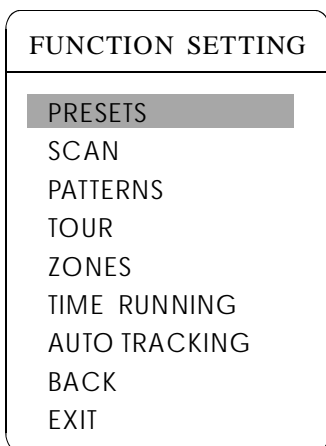 FUNCTION SETTING
PRESETS
SCAN
PATTERNS
TOUR
ZONES
TIME RUNNING
AUTO TRACKING
BACK
EXIT